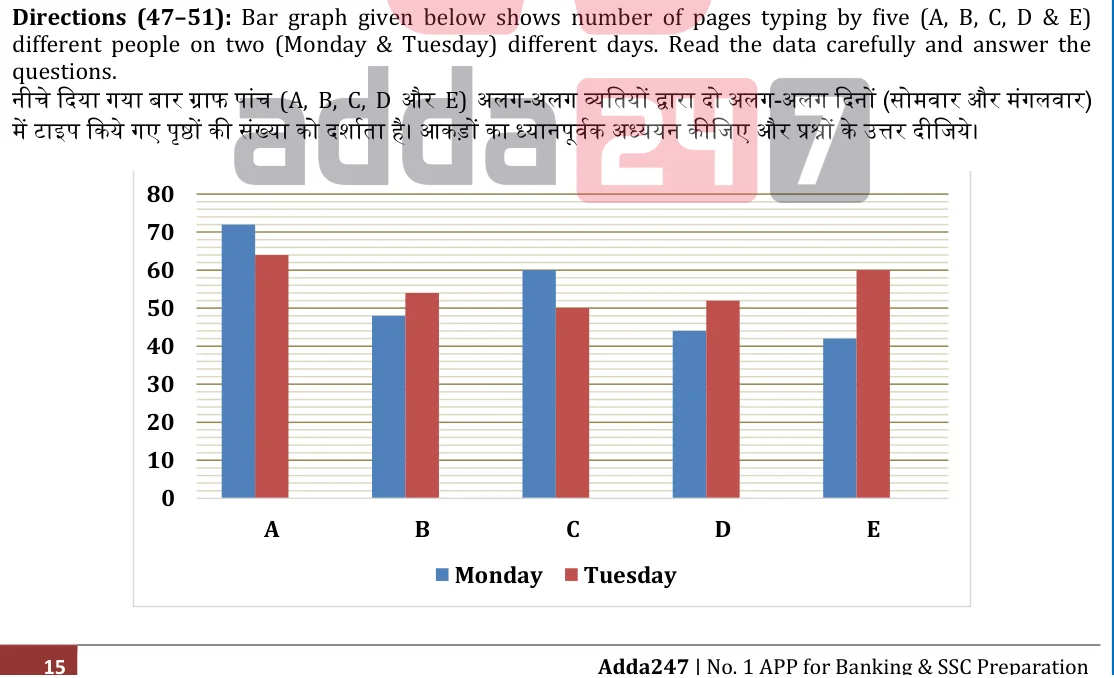 Directions (47–51): Bar graph given below shows number of pages typing by five (A, B, C, D & E)
different people on two (Monday & Tuesday) different days. Read the data carefully and answer the
questions.
नीचे दिया गया बार ग्राफ पांच (A, B, C, D और E) अलग-अलग व्यतियों द्वारा दो अलग-अलग दिनों (सोमवार और मंगलवार)
में टाइप किये गए पृष्ठों की संख्या को दर्शाता है। आकड़ों का ध्यानपूर्वक अध्ययन कीजिए और प्रश्नों के उत्तर दीजिये।
adda 247
80
70
60
50
40
30
20
10
0
A B C D E
Monday Tuesday
15 Adda247 | No. 1 APP for Banking & SSC Preparation